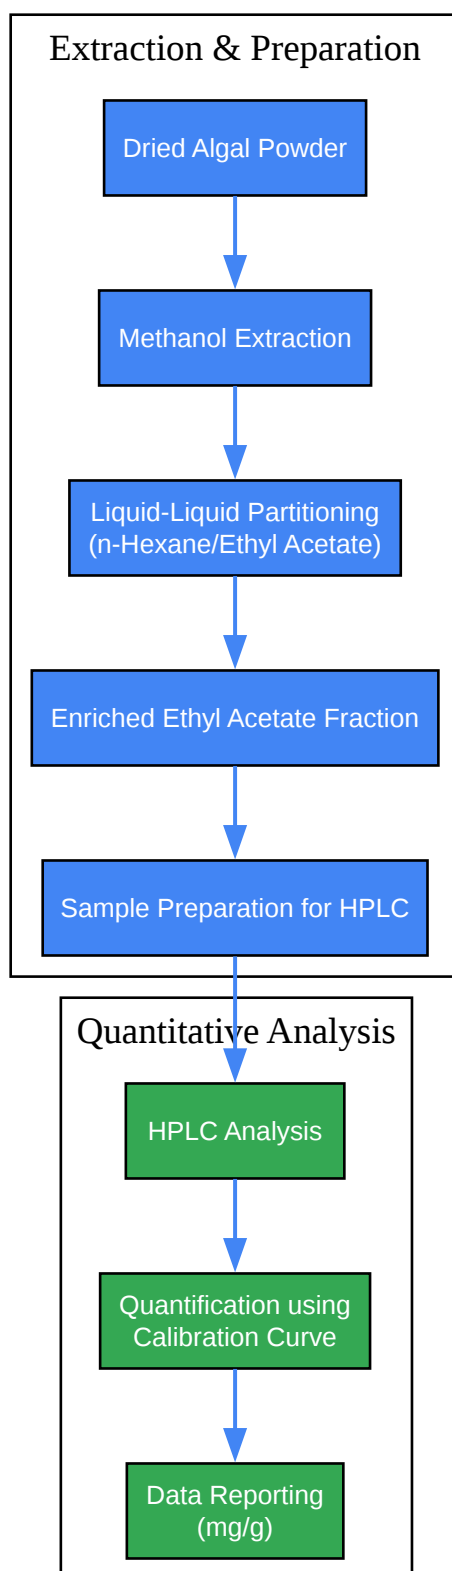 Extraction & Preparation
Dried Algal Powder
Methanol Extraction
Liquid-Liquid Partitioning
(n-Hexane/Ethyl Acetate)
Enriched Ethyl Acetate Fraction
Sample Preparation for HPLC
Quantitative Analysis
HPLC Analysis
Quantification using
Calibration Curve
Data Reporting
(mg/g)